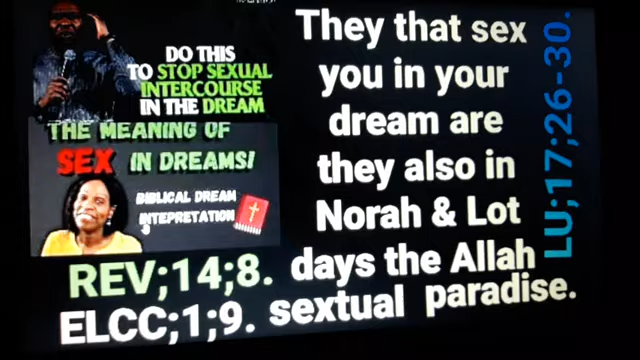 DO THIS
TO STOP SEXUAL
INTERCOURSE
IN THE DREAM
THE MEANING OF
SEX IN DREAMS!
BIBLICAL DREAM
INTEPRETATION
They that sex
you in your
dream are
they also in
Norah & Lot
days the Allah
sextual paradise.
LU;17;26-30.
REV;14;8.
ELCC;1;9.